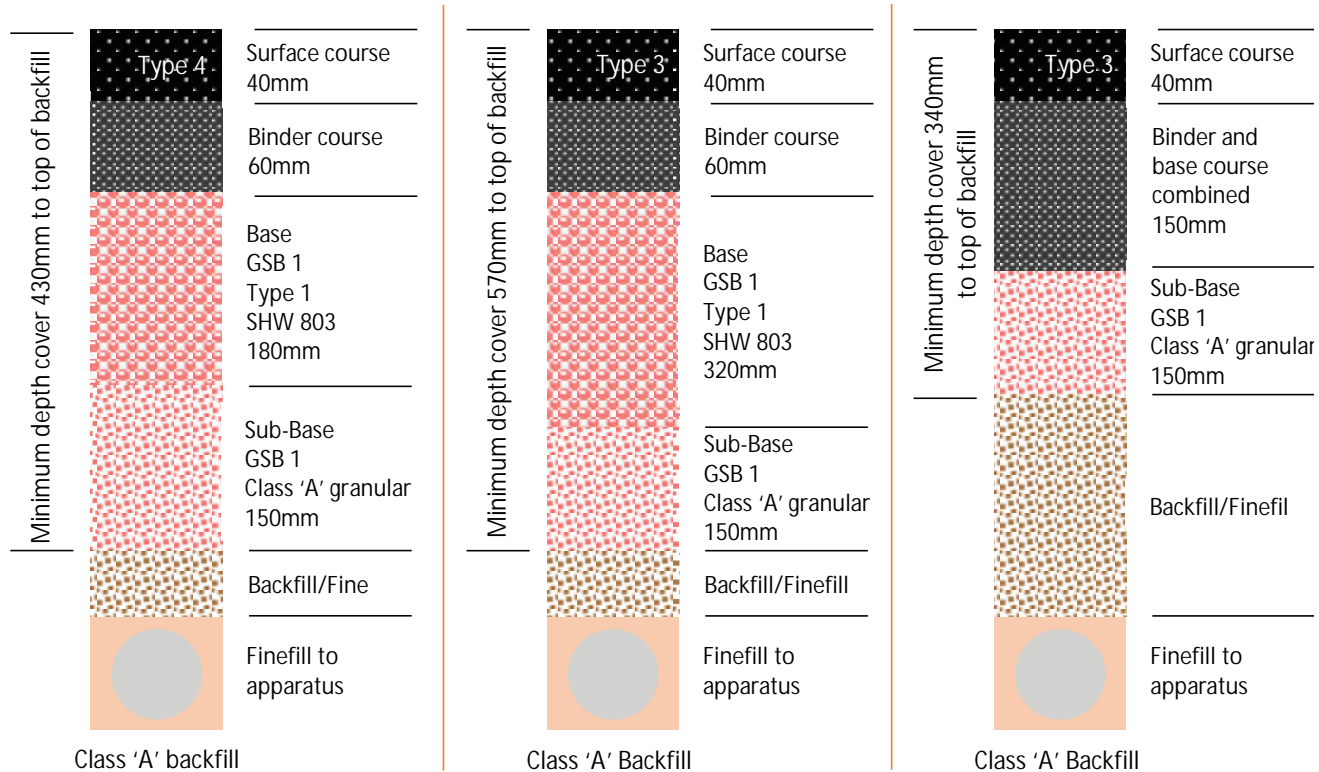 Minimum depth cover 430mm to top of backfill
Type 4
Surface course
40mm
Binder course
60mm
Base
GSB 1
Type 1
SHW 803
180mm
Sub-Base
GSB 1
Class ‘A’ granular
150mm
Backfill/Fine
Finefill to
apparatus
Class ‘A’ backfill
Minimum depth cover 570mm to top of backfill
Type 3
Surface course
40mm
Binder course
60mm
Base
GSB 1
Type 1
SHW 803
320mm
Sub-Base
GSB 1
Class ‘A’ granular
150mm
Backfill/Finefill
Finefill to
apparatus
Class ‘A’ Backfill
Minimum depth cover 340mm
to top of backfill
Type 3
Surface course
40mm
Binder and
base course
combined
150mm
Sub-Base
GSB 1
Class ‘A’ granular
150mm
Backfill/Finefil
Finefill to
apparatus
Class ‘A’ Backfill